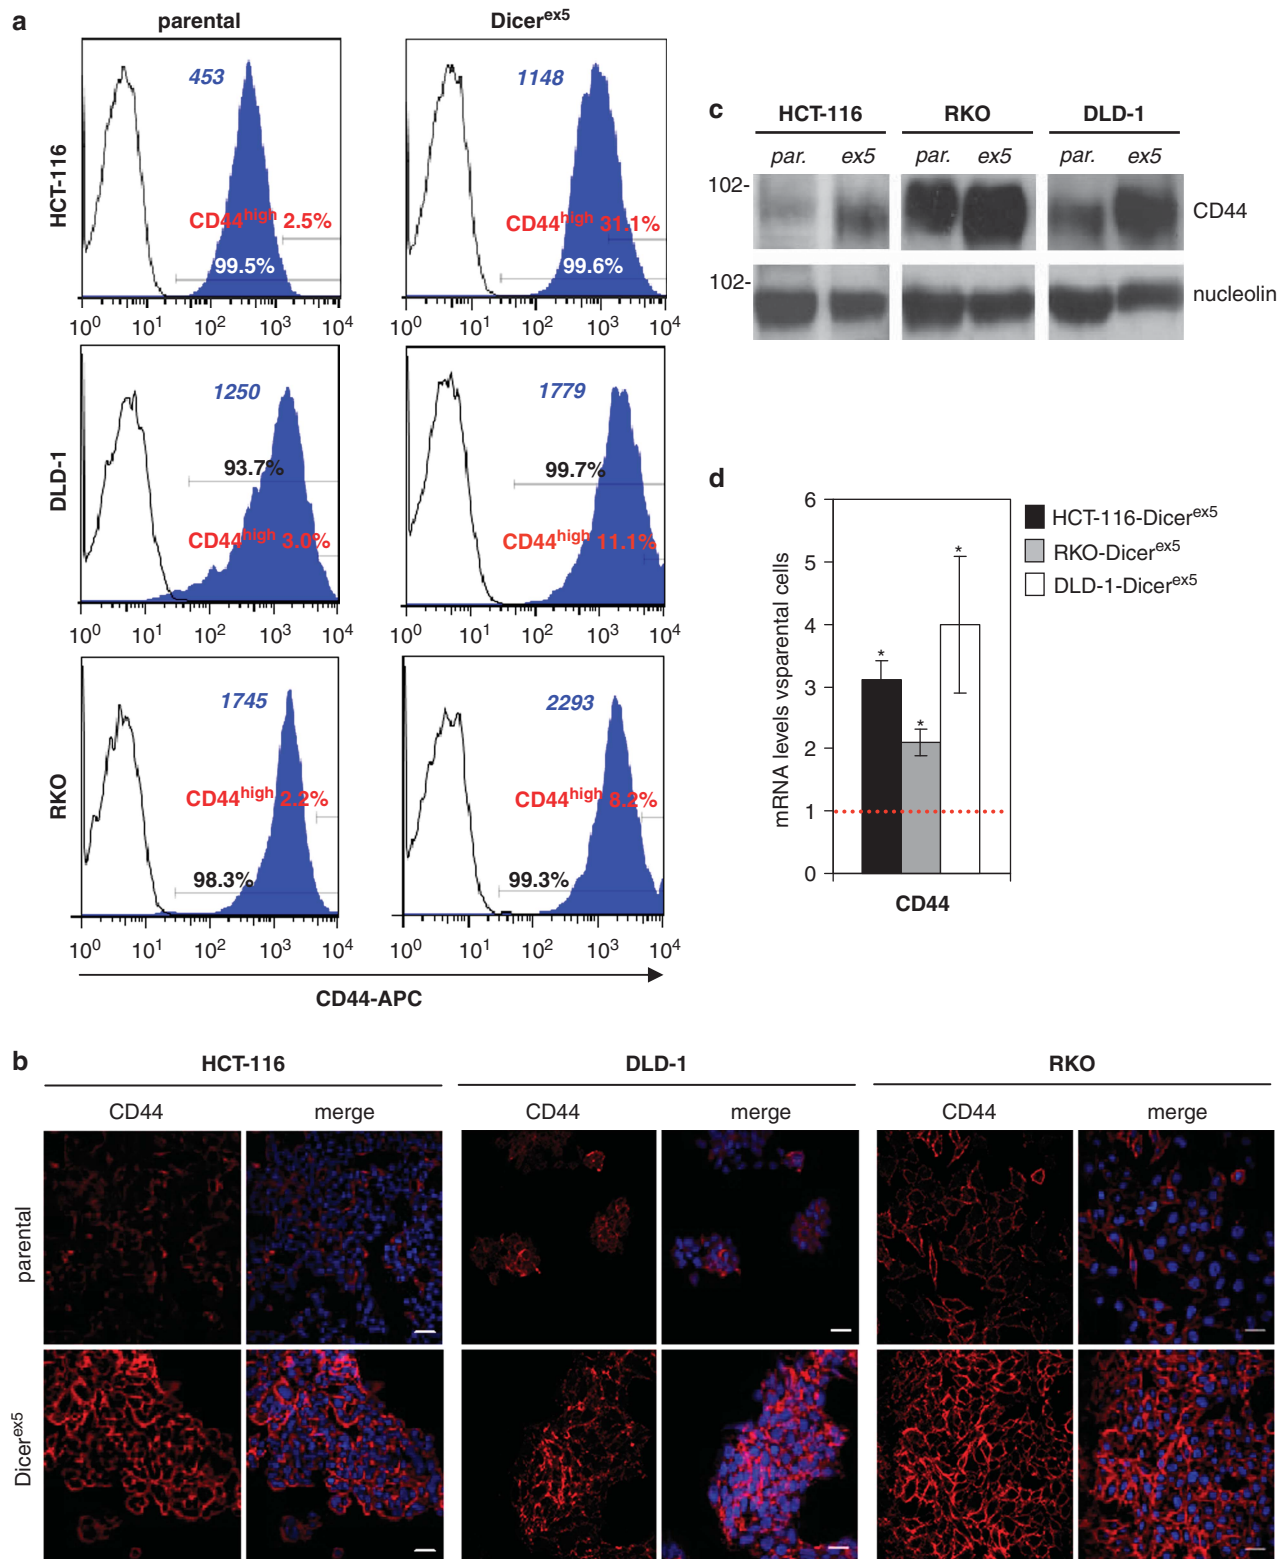 a
parental
Dicer^ex5
HCT-116
453
CD44^high 2.5%
99.5%
10^0 10^1 10^2 10^3 10^4
1148
CD44^high 31.1%
99.6%
10^0 10^1 10^2 10^3 10^4
DLD-1
1250
93.7%
CD44^high 3.0%
10^0 10^1 10^2 10^3 10^4
1779
99.7%
CD44^high 11.1%
10^0 10^1 10^2 10^3 10^4
RKO
1745
CD44^high 2.2%
98.3%
10^0 10^1 10^2 10^3 10^4
2293
CD44^high 8.2%
99.3%
10^0 10^1 10^2 10^3 10^4
CD44-APC
c
HCT-116 RKO DLD-1
par. ex5 par. ex5 par. ex5
102-
CD44
102-
nucleolin
d
mRNA levels vsparental cells
6
5
4
3
2
1
0
* * *
CD44
HCT-116-Dicer^ex5
RKO-Dicer^ex5
DLD-1-Dicer^ex5
b
HCT-116 DLD-1 RKO
CD44 merge CD44 merge CD44 merge
parental
Dicer^ex5